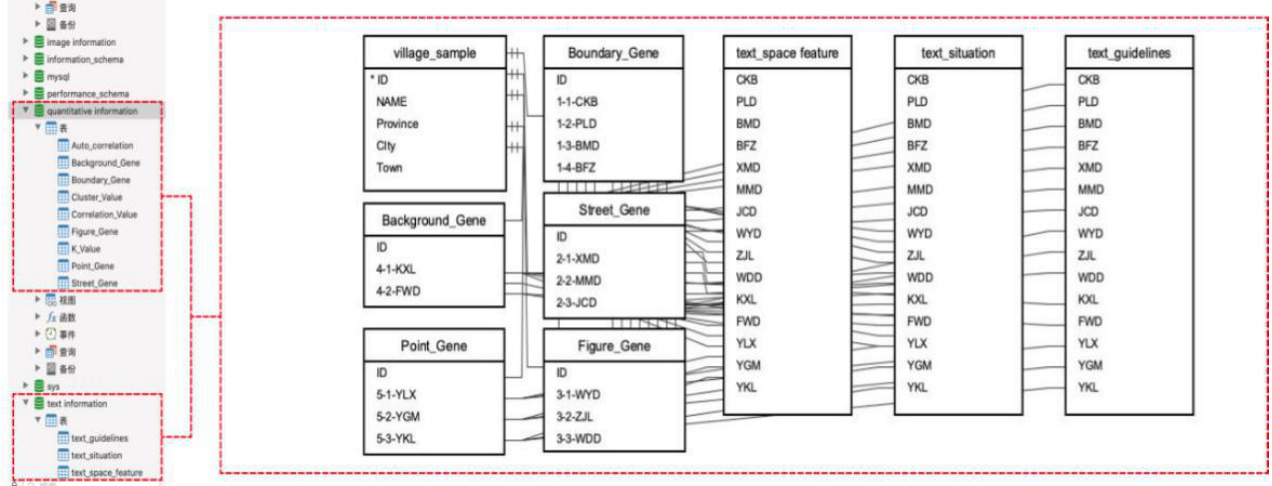 查询
备份
image information
information_schema
mysql
performance_schema
quantitative information
表
Auto_correlation
Background_Gene
Boundary_Gene
Cluster_Value
Correlation_Value
Figure_Gene
K_Value
Point_Gene
Street_Gene
视图
fx 函数
事件
查询
备份
sys
text information
表
text_guidelines
text_situation
text_space_feature
village_sample
* ID
NAME
Province
CIty
Town
Background_Gene
ID
4-1-KXL
4-2-FWD
Point_Gene
ID
5-1-YLX
5-2-YGM
5-3-YKL
Boundary_Gene
ID
1-1-CKB
1-2-PLD
1-3-BMD
1-4-BFZ
Street_Gene
ID
2-1-XMD
2-2-MMD
2-3-JCD
Figure_Gene
ID
3-1-WYD
3-2-ZJL
3-3-WDD
text_space feature
CKB
PLD
BMD
BFZ
XMD
MMD
JCD
WYD
ZJL
WDD
KXL
FWD
YLX
YGM
YKL
text_situation
CKB
PLD
BMD
BFZ
XMD
MMD
JCD
WYD
ZJL
WDD
KXL
FWD
YLX
YGM
YKL
text_guidelines
CKB
PLD
BMD
BFZ
XMD
MMD
JCD
WYD
ZJL
WDD
KXL
FWD
YLX
YGM
YKL